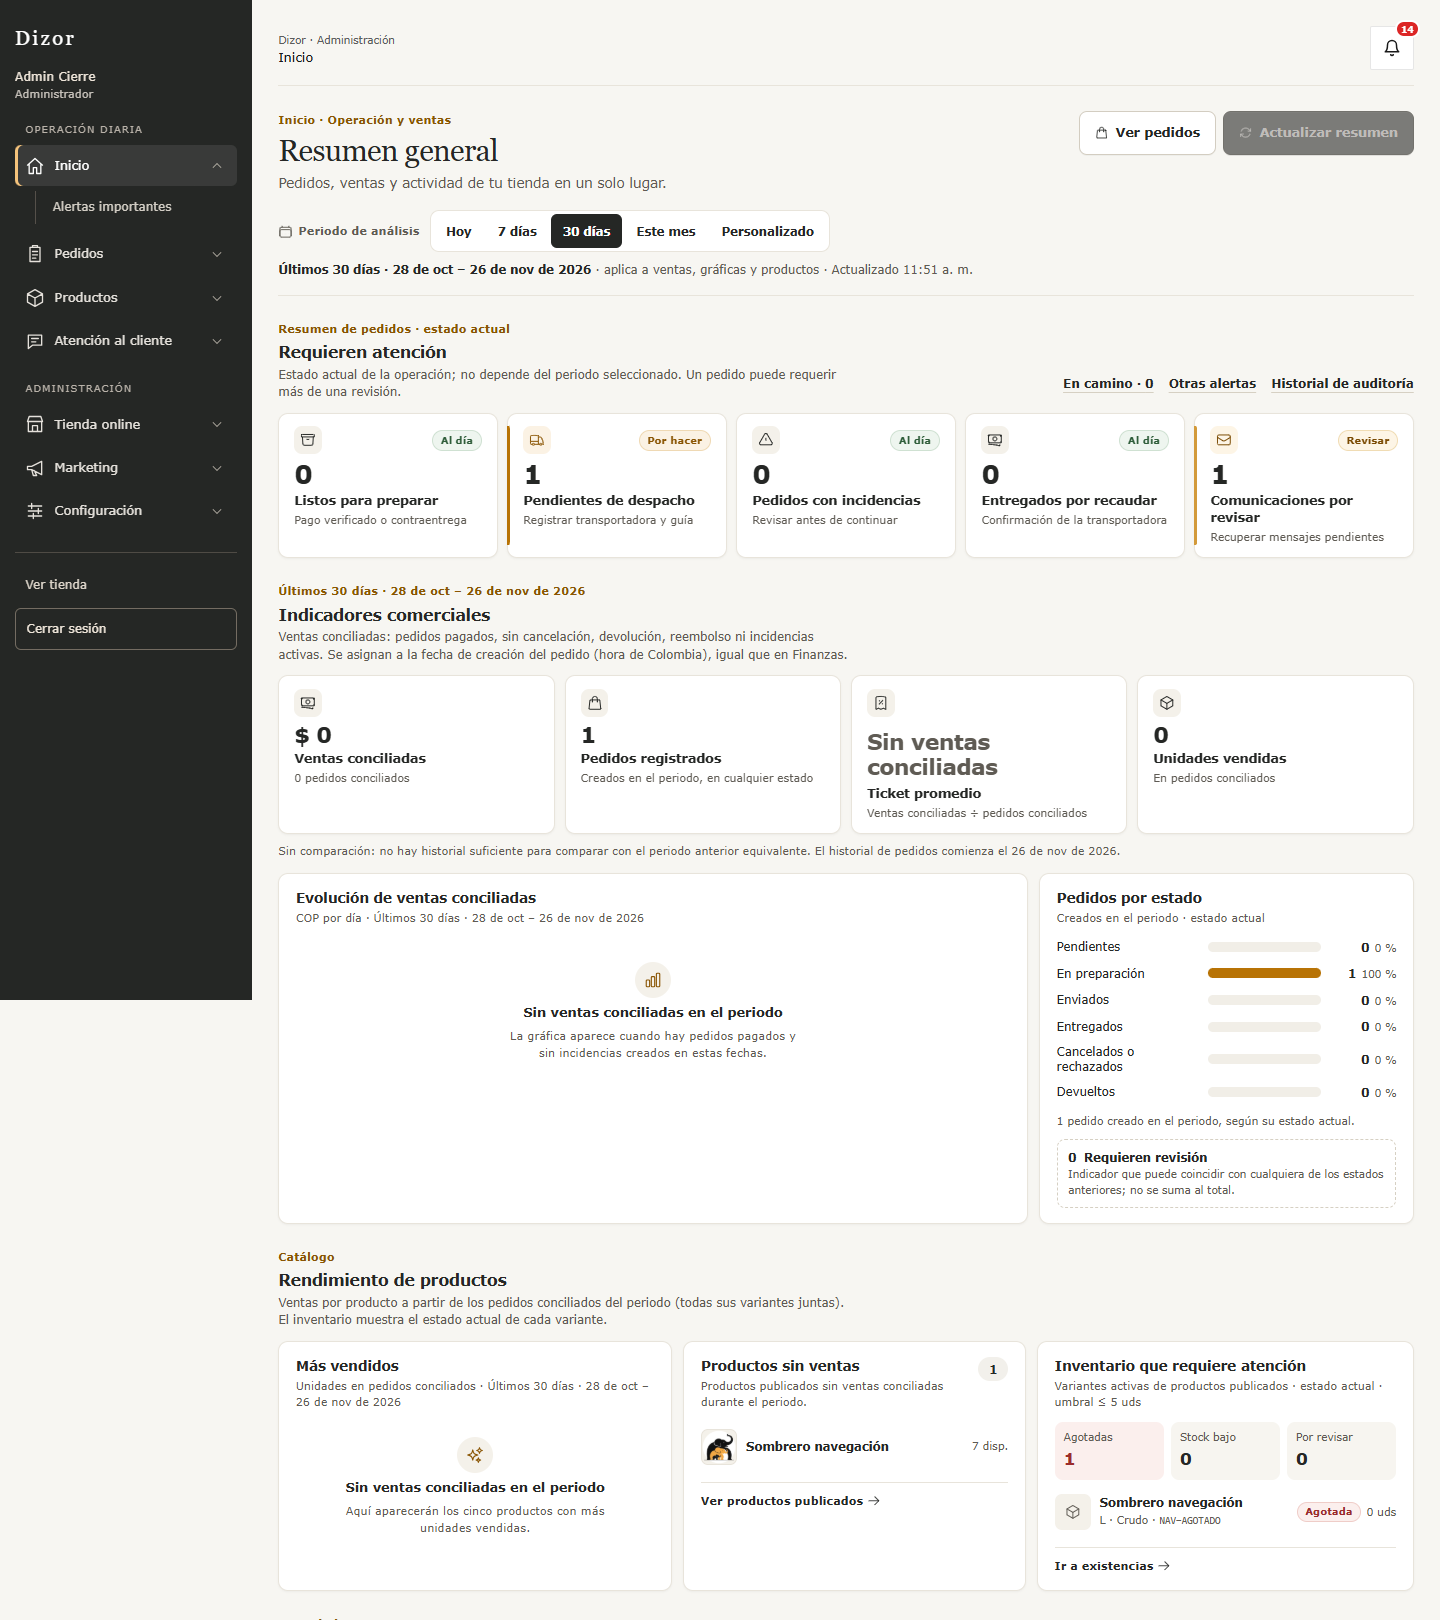 Dizor
Admin Cierre
Administrador
OPERACIÓN DIARIA
Inicio
Alertas importantes
Pedidos
Productos
Atención al cliente
ADMINISTRACIÓN
Tienda online
Marketing
Configuración
Ver tienda
Cerrar sesión
Dizor · Administración
Inicio
14
Inicio · Operación y ventas
Resumen general
Pedidos, ventas y actividad de tu tienda en un solo lugar.
Ver pedidos
Actualizar resumen
Periodo de análisis
Hoy
7 días
30 días
Este mes
Personalizado
Últimos 30 días · 28 de oct – 26 de nov de 2026 · aplica a ventas, gráficas y productos · Actualizado 11:51 a. m.
Resumen de pedidos · estado actual
Requieren atención
Estado actual de la operación; no depende del periodo seleccionado. Un pedido puede requerir
más de una revisión.
En camino · 0
Otras alertas
Historial de auditoría
Al día
0
Listos para preparar
Pago verificado o contraentrega
Por hacer
1
Pendientes de despacho
Registrar transportadora y guía
Al día
0
Pedidos con incidencias
Revisar antes de continuar
Al día
0
Entregados por recaudar
Confirmación de la transportadora
Revisar
1
Comunicaciones por
revisar
Recuperar mensajes pendientes
Últimos 30 días · 28 de oct – 26 de nov de 2026
Indicadores comerciales
Ventas conciliadas: pedidos pagados, sin cancelación, devolución, reembolso ni incidencias
activas. Se asignan a la fecha de creación del pedido (hora de Colombia), igual que en Finanzas.
$ 0
Ventas conciliadas
0 pedidos conciliados
1
Pedidos registrados
Creados en el periodo, en cualquier estado
Sin ventas
conciliadas
Ticket promedio
Ventas conciliadas ÷ pedidos conciliados
0
Unidades vendidas
En pedidos conciliados
Sin comparación: no hay historial suficiente para comparar con el periodo anterior equivalente. El historial de pedidos comienza el 26 de nov de 2026.
Evolución de ventas conciliadas
COP por día · Últimos 30 días · 28 de oct – 26 de nov de 2026
Sin ventas conciliadas en el periodo
La gráfica aparece cuando hay pedidos pagados y
sin incidencias creados en estas fechas.
Pedidos por estado
Creados en el periodo · estado actual
Pendientes 0 0 %
En preparación 1 100 %
Enviados 0 0 %
Entregados 0 0 %
Cancelados o
rechazados 0 0 %
Devueltos 0 0 %
1 pedido creado en el periodo, según su estado actual.
0 Requieren revisión
Indicador que puede coincidir con cualquiera de los estados
anteriores; no se suma al total.
Catálogo
Rendimiento de productos
Ventas por producto a partir de los pedidos conciliados del periodo (todas sus variantes juntas).
El inventario muestra el estado actual de cada variante.
Más vendidos
Unidades en pedidos conciliados · Últimos 30 días · 28 de oct –
26 de nov de 2026
Sin ventas conciliadas en el periodo
Aquí aparecerán los cinco productos con más
unidades vendidas.
Productos sin ventas
1
Productos publicados sin ventas conciliadas
durante el periodo.
Sombrero navegación
7 disp.
Ver productos publicados →
Inventario que requiere atención
Variantes activas de productos publicados · estado actual ·
umbral ≤ 5 uds
Agotadas
1
Stock bajo
0
Por revisar
0
Sombrero navegación
L · Crudo · NAV-AGOTADO
Agotada
0 uds
Ir a existencias →